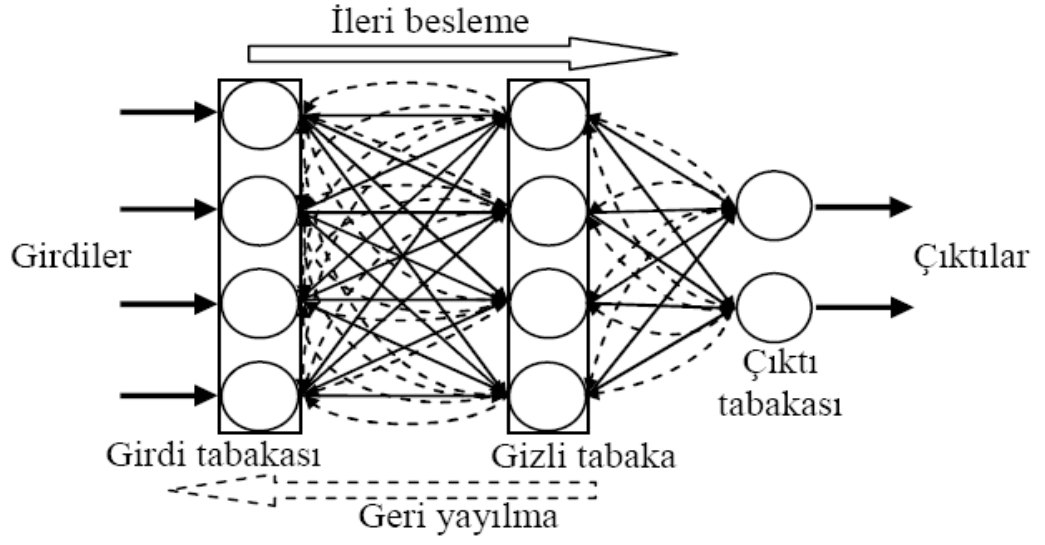 İleri besleme
Girdiler
Çıktılar
Çıktı
tabakası
Girdi tabakası
Gizli tabaka
Geri yayılma